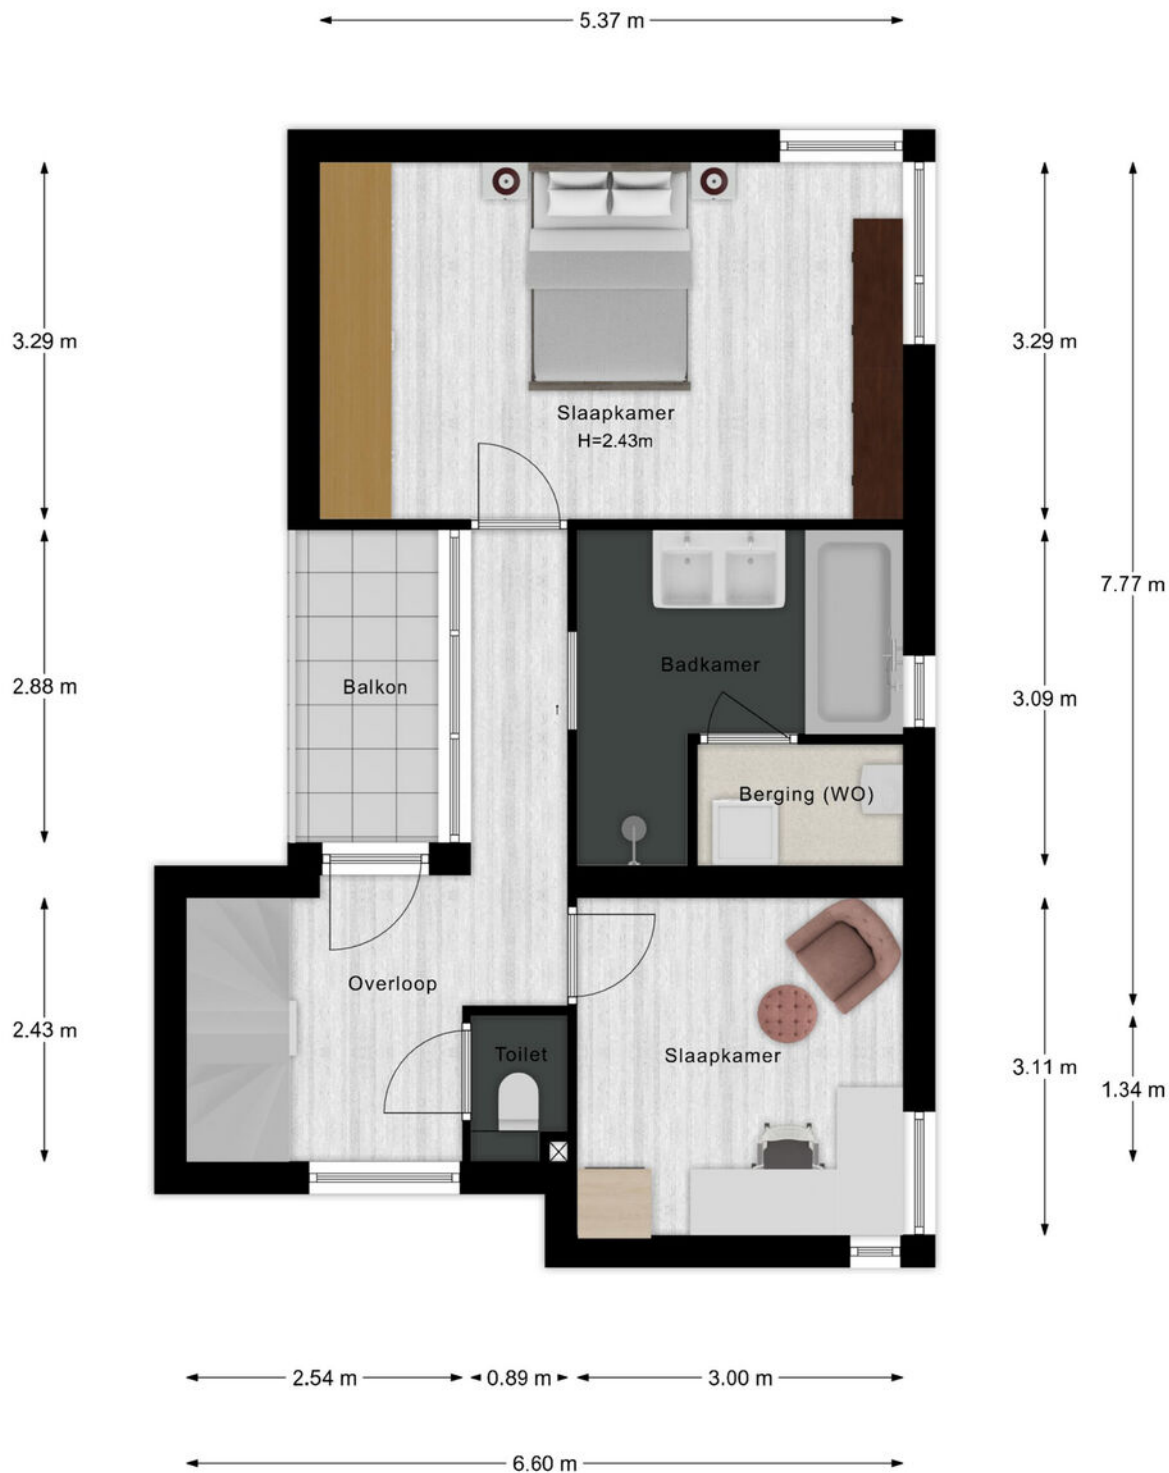 5.37 m
3.29 m
3.29 m
Slaapkamer
H=2.43m
7.77 m
Balkon
Badkamer
2.88 m
3.09 m
Berging (WO)
Overloop
2.43 m
Toilet
Slaapkamer
3.11 m
1.34 m
2.54 m
0.89 m
3.00 m
6.60 m